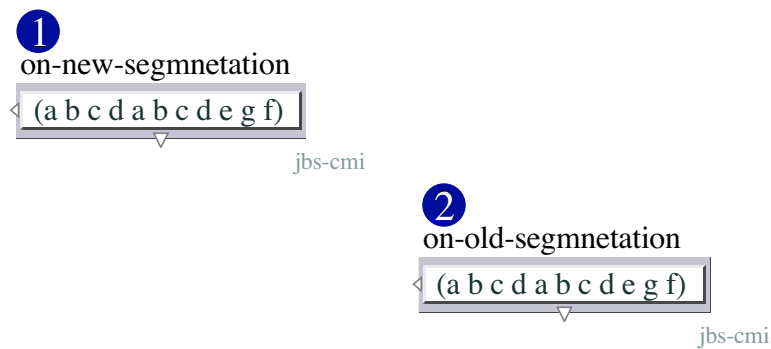 1
on-new-segmnetation
(a b c d a b c d e g f)
jbs-cmi
2
on-old-segmnetation
(a b c d a b c d e g f)
jbs-cmi